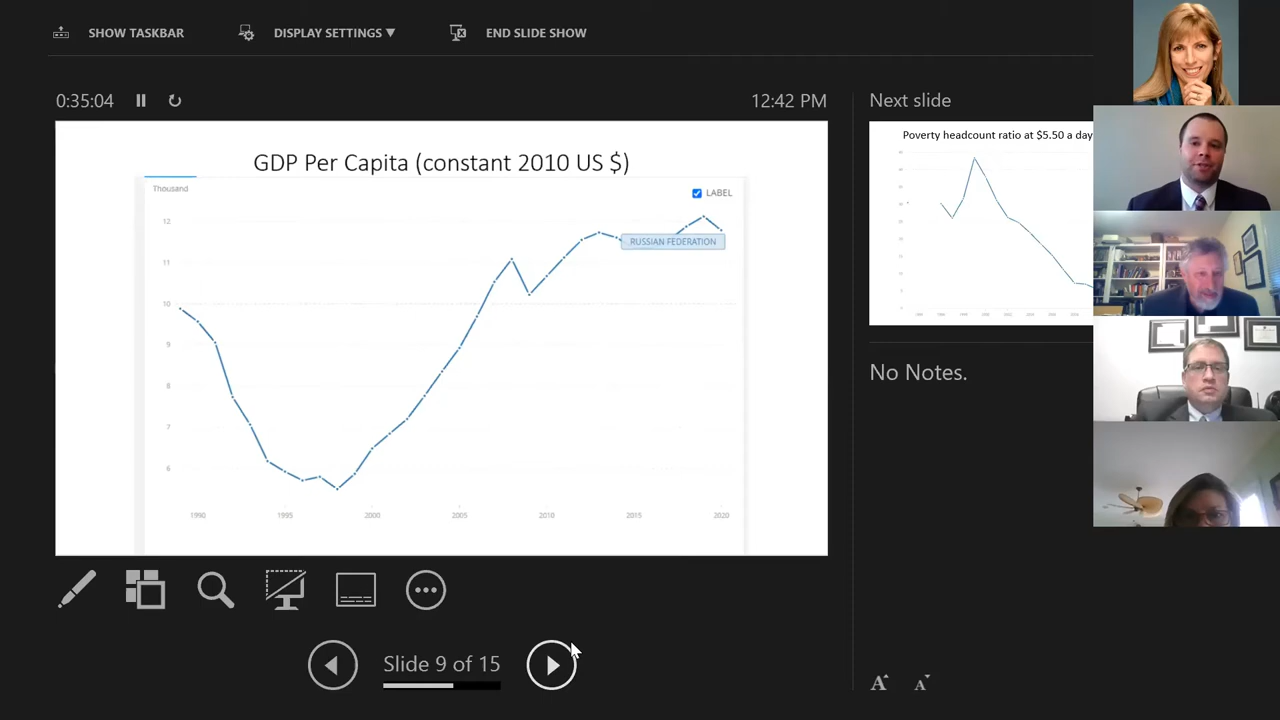 SHOW TASKBAR
DISPLAY SETTINGS ▼
END SLIDE SHOW
0:35:04
12:42 PM
Next slide
GDP Per Capita (constant 2010 US $)
Thousand
LABEL
12
11
10
9
8
7
6
RUSSIAN FEDERATION
1990
1995
2000
2005
2010
2015
2020
Poverty headcount ratio at $5.50 a day
No Notes.
Slide 9 of 15
A A